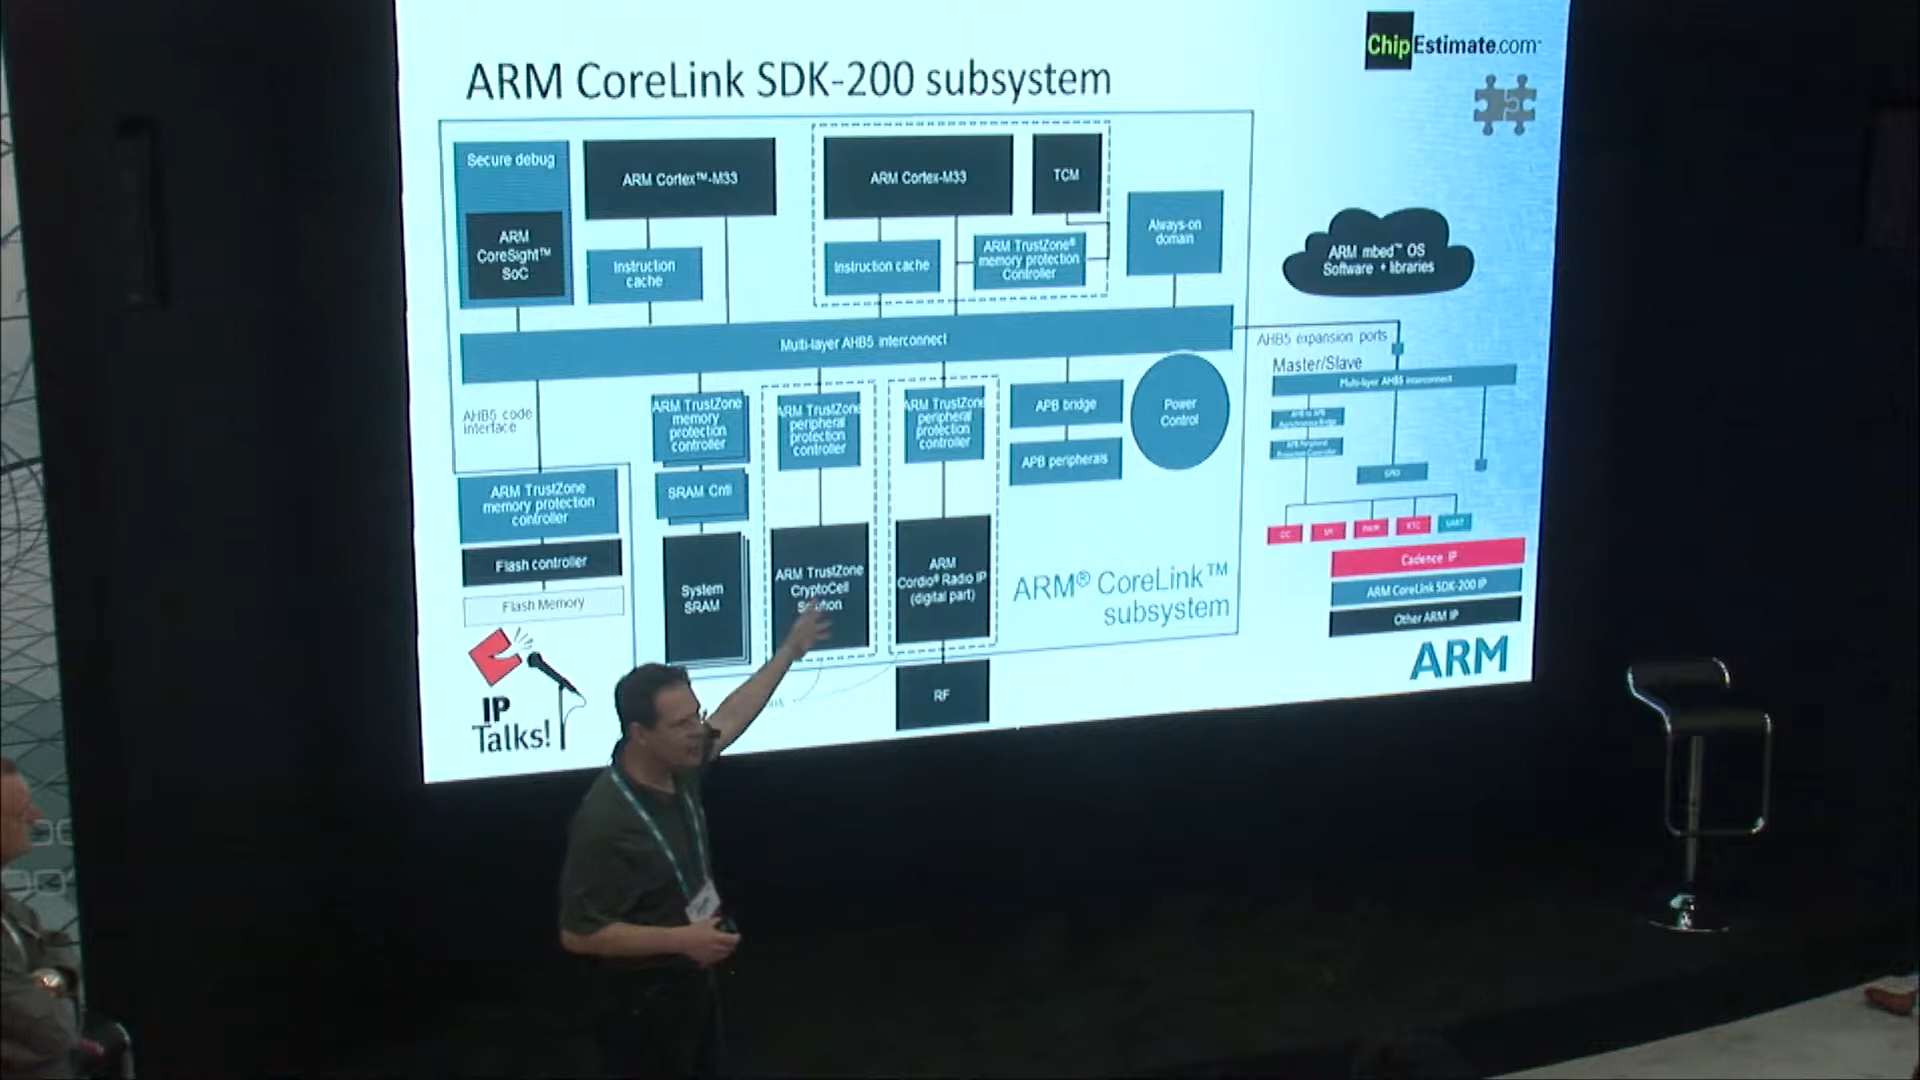 ChipEstimate.com
ARM CoreLink SDK-200 subsystem
Secure debug
ARM
CoreSight™
SoC
ARM Cortex™-M33
Instruction
cache
ARM Cortex-M33
TCM
Instruction cache
ARM TrustZone®
memory protection
Controller
Always-on
domain
ARM mbed™ OS
Software + libraries
Multi-layer AHB5 interconnect
AHB5 expansion ports
Master/Slave
Multi-layer AHB5 interconnect
AHB5 code
interface
ARM TrustZone
memory
protection
controller
ARM TrustZone
peripheral
protection
controller
ARM TrustZone
peripheral
protection
controller
APB bridge
APB peripherals
Power
Control
SRAM Cntl
ARM TrustZone
memory protection
controller
Flash controller
Flash Memory
System
SRAM
ARM TrustZone
CryptoCell
ARM
Cordio® Radio IP
(digital part)
RF
ARM® CoreLink™
subsystem
UART
Cadence IP
ARM CoreLink SDK-200 IP
Other ARM IP
ARM
IP
Talks!